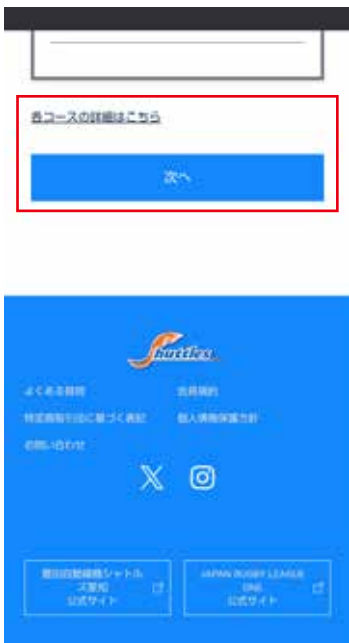 各コースの詳細はこちら
次へ
Shuttles
よくある質問
会員規約
特定商取引法に基づく表記
個人情報保護方針
お問い合わせ
豊田自動織機シャトル
ズ愛知
公式サイト
JAPAN RUGBY LEAGUE
ONE
公式サイト